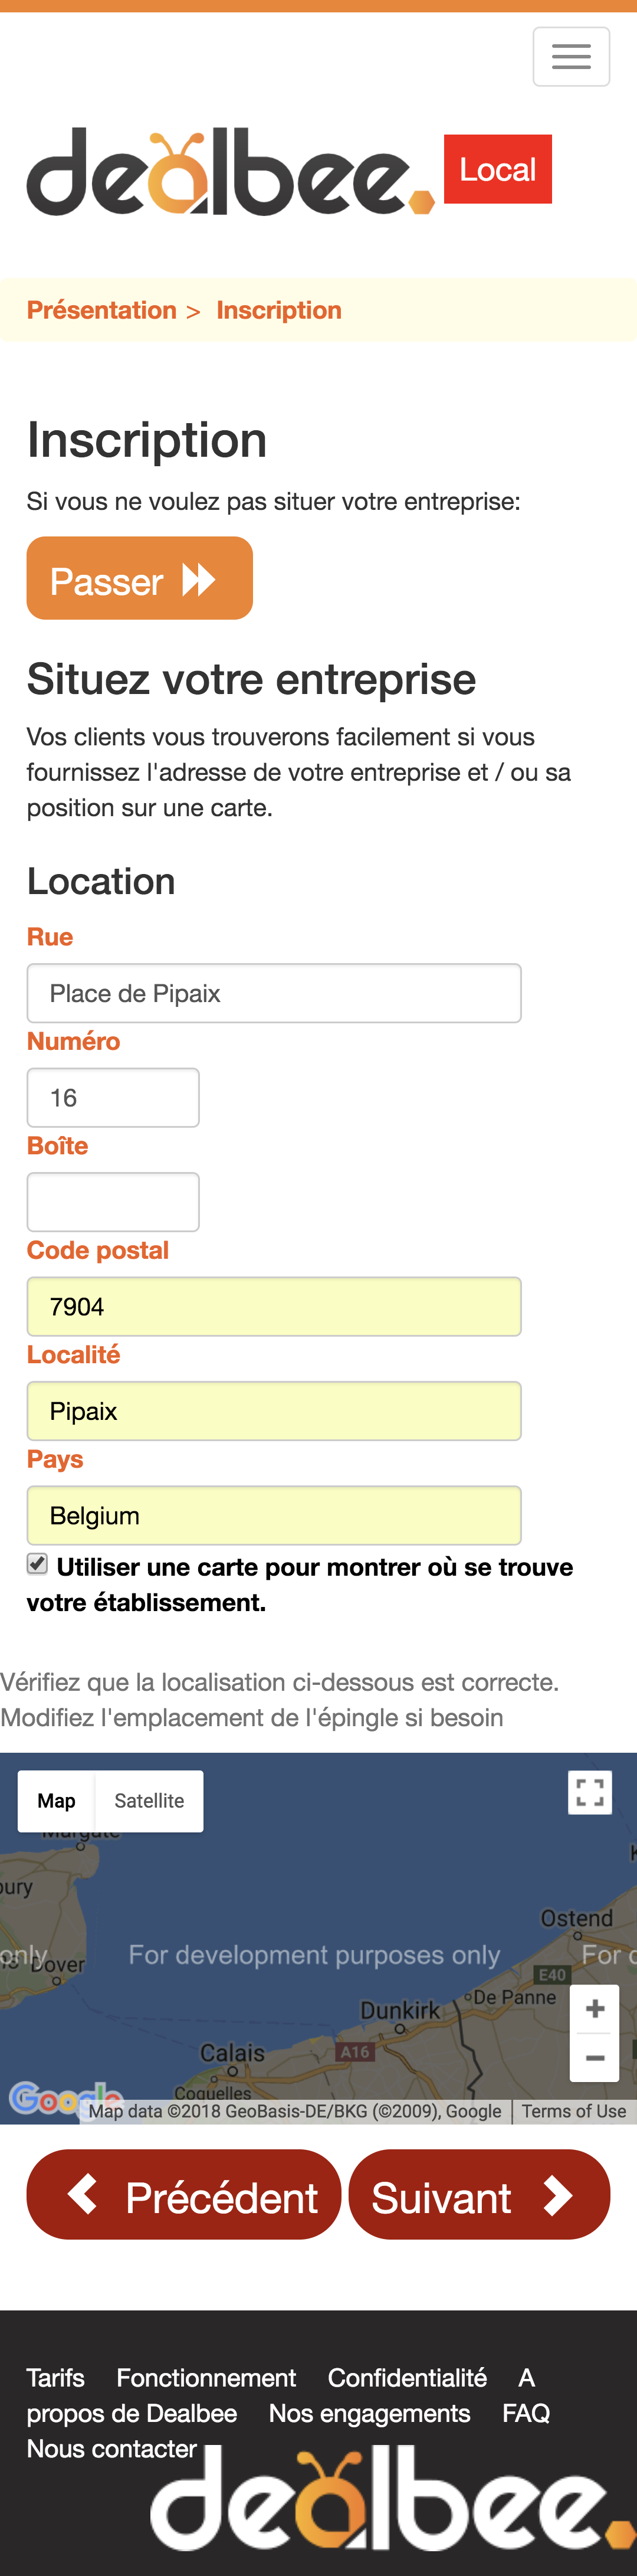 dealbee. Local
Présentation > Inscription
Inscription
Si vous ne voulez pas situer votre entreprise:
Passer
Situez votre entreprise
Vos clients vous trouverons facilement si vous
fournissez l'adresse de votre entreprise et / ou sa
position sur une carte.
Location
Rue
Place de Pipaix
Numéro
16
Boîte
Code postal
7904
Localité
Pipaix
Pays
Belgium
Utiliser une carte pour montrer où se trouve
votre établissement.
Vérifiez que la localisation ci-dessous est correcte.
Modifiez l'emplacement de l'épingle si besoin
Map Satellite
Margate
bury
Ostend
only Dover For development purposes only For
E40
De Panne
Dunkirk
Calais A16
Coquelles
Google
Map data ©2018 GeoBasis-DE/BKG (©2009), Google Terms of Use
Précédent Suivant
Tarifs Fonctionnement Confidentialité A
propos de Dealbee Nos engagements FAQ
Nous contacter
dealbee.